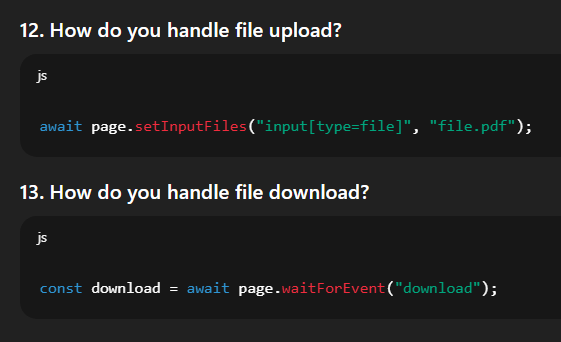 12. How do you handle file upload?
js
await page.setInputFiles("input[type=file]", "file.pdf");
13. How do you handle file download?
js
const download = await page.waitForEvent("download");